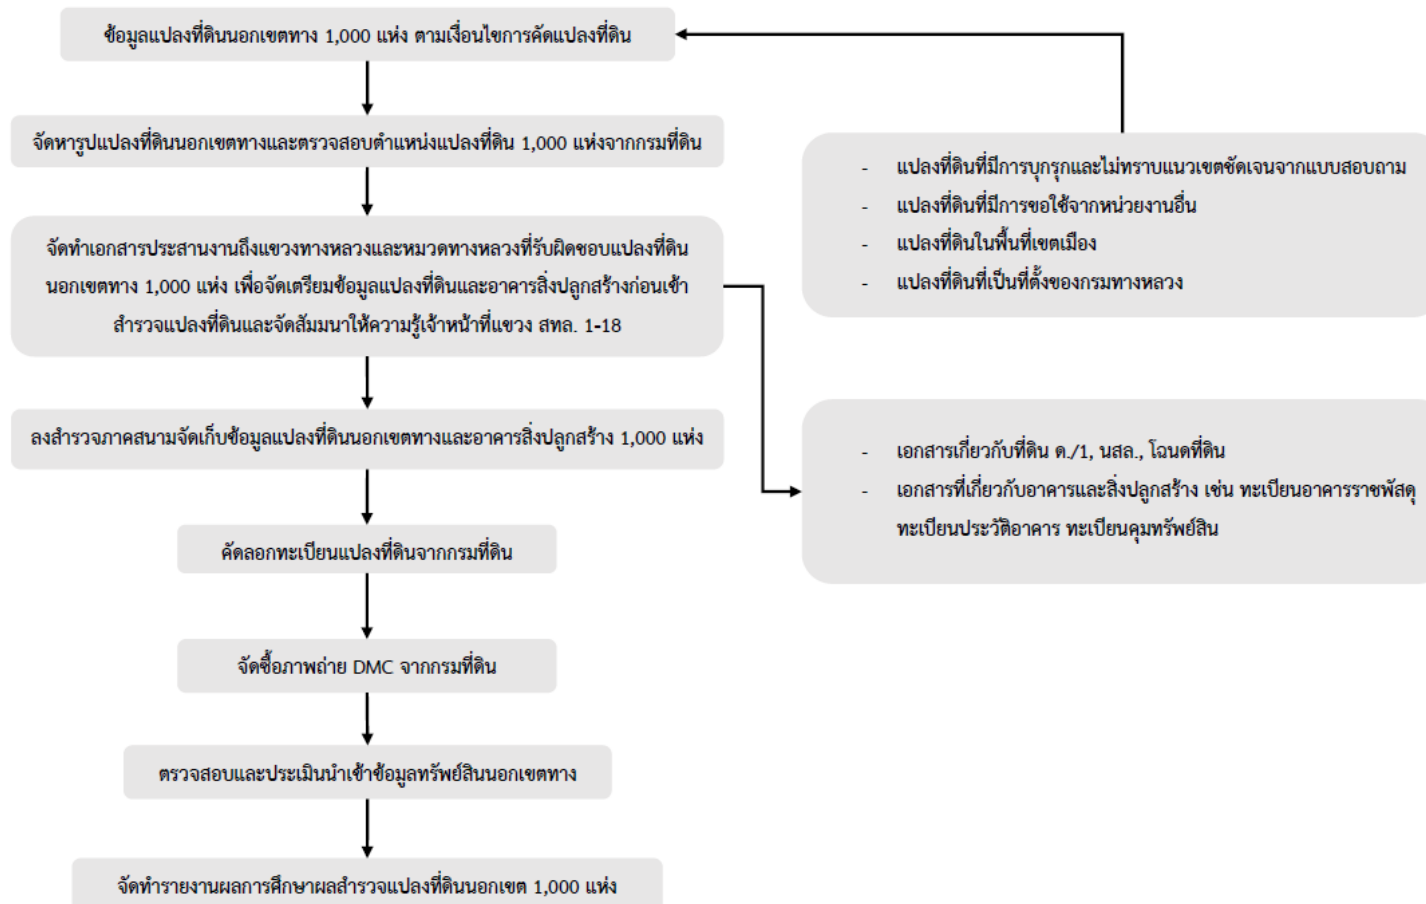 ข้อมูลแปลงที่ดินนอกเขตทาง 1,000 แห่ง ตามเงื่อนไขการคัดแปลงที่ดิน
จัดหารูปแปลงที่ดินนอกเขตทางและตรวจสอบตำแหน่งแปลงที่ดิน 1,000 แห่งจากกรมที่ดิน
จัดทำเอกสารประสานงานถึงแขวงทางหลวงและหมวดทางหลวงที่รับผิดชอบแปลงที่ดิน
นอกเขตทาง 1,000 แห่ง เพื่อจัดเตรียมข้อมูลแปลงที่ดินและอาคารสิ่งปลูกสร้างก่อนเข้า
สำรวจแปลงที่ดินและจัดสัมมนาให้ความรู้เจ้าหน้าที่แขวง สทล. 1-18
ลงสำรวจภาคสนามจัดเก็บข้อมูลแปลงที่ดินนอกเขตทางและอาคารสิ่งปลูกสร้าง 1,000 แห่ง
คัดลอกทะเบียนแปลงที่ดินจากกรมที่ดิน
จัดซื้อภาพถ่าย DMC จากกรมที่ดิน
ตรวจสอบและประเมินนำเข้าข้อมูลทรัพย์สินนอกเขตทาง
จัดทำรายงานผลการศึกษาผลสำรวจแปลงที่ดินนอกเขต 1,000 แห่ง
- แปลงที่ดินที่มีการบุกรุกและไม่ทราบแนวเขตชัดเจนจากแบบสอบถาม
- แปลงที่ดินที่มีการขอใช้จากหน่วยงานอื่น
- แปลงที่ดินในพื้นที่เขตเมือง
- แปลงที่ดินที่เป็นที่ตั้งของกรมทางหลวง
- เอกสารเกี่ยวกับที่ดิน ด./1, นสล., โฉนดที่ดิน
- เอกสารที่เกี่ยวกับอาคารและสิ่งปลูกสร้าง เช่น ทะเบียนอาคารราชพัสดุ
ทะเบียนประวัติอาคาร ทะเบียนคุมทรัพย์สิน